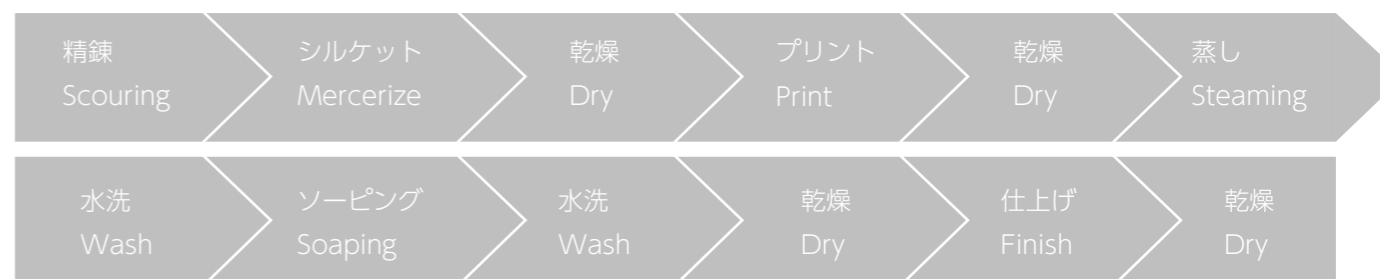 精錬
Scouring
シルケット
Mercerize
乾燥
Dry
プリント
Print
乾燥
Dry
蒸し
Steaming
水洗
Wash
ソーピング
Soaping
水洗
Wash
乾燥
Dry
仕上げ
Finish
乾燥
Dry